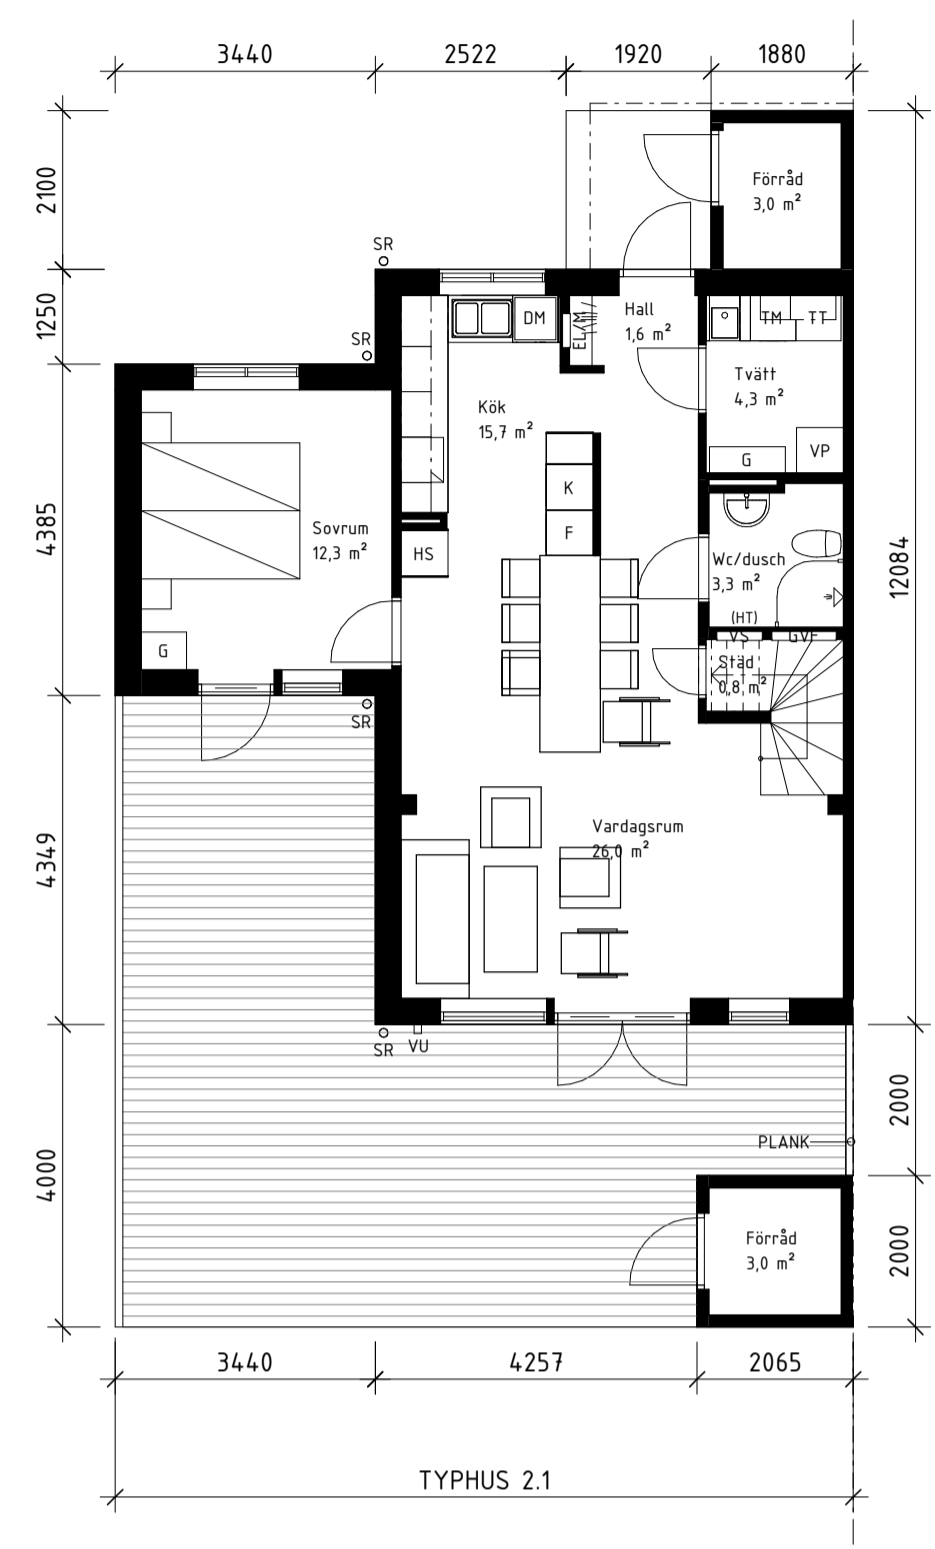 3440
2522
1920
1880
2100
Förråd
3,0 m²
SR
1250
DM
EL/M
Hall
1,6 m²
TM
TT
SR
Tvätt
4,3 m²
Kök
15,7 m²
G
VP
K
4385
Sovrum
12,3 m²
F
HS
Wc/dusch
3,3 m²
12084
(HT)
VS
GVF
G
Städ
0,8 m²
SR
4349
Vardagsrum
26,0 m²
SR
VU
2000
PLANK
4000
Förråd
3,0 m²
2000
3440
4257
2065
TYPHUS 2.1